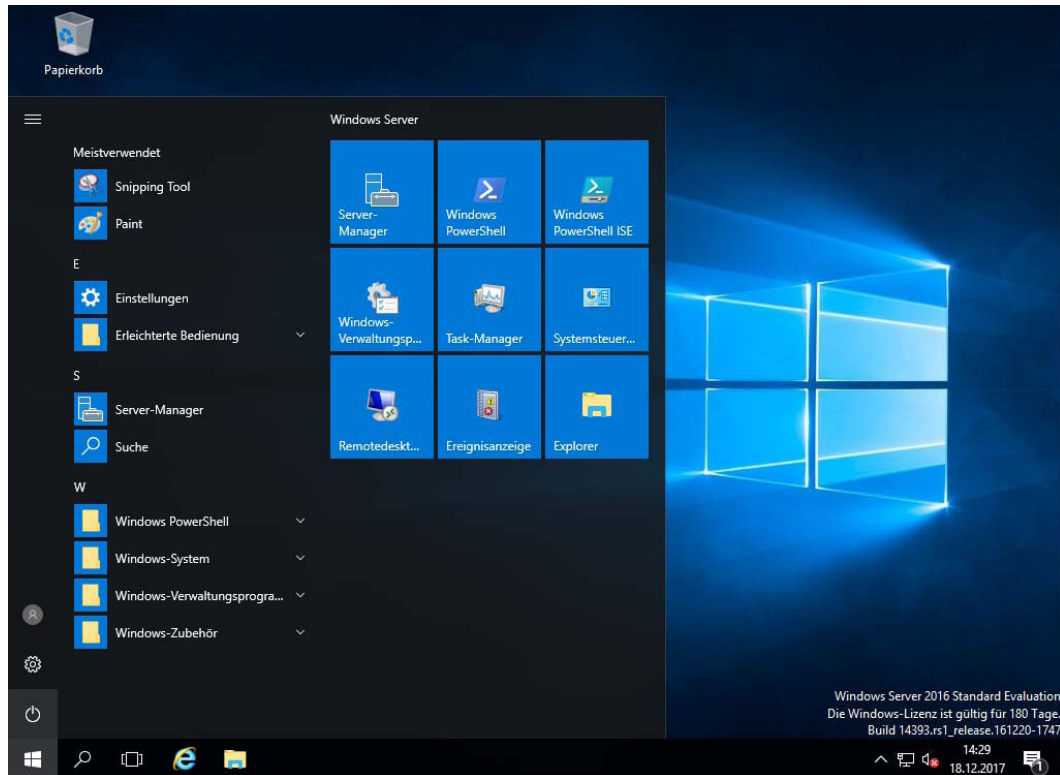 Papierkorb
Windows Server
Meistverwendet
Snipping Tool
Paint
E
Einstellungen
Erleichterte Bedienung
S
Server-Manager
Suche
W
Windows PowerShell
Windows-System
Windows-Verwaltungsprogra...
Windows-Zubehör
Server-
Manager
Windows
PowerShell
Windows
PowerShell ISE
Windows-
Verwaltungsp...
Task-Manager
Systemsteuer...
Remotedeskt...
Ereignisanzeige
Explorer
Windows Server 2016 Standard Evaluation
Die Windows-Lizenz ist gültig für 180 Tage.
Build 14393.rs1_release.161220-1747
14:29
18.12.2017
1